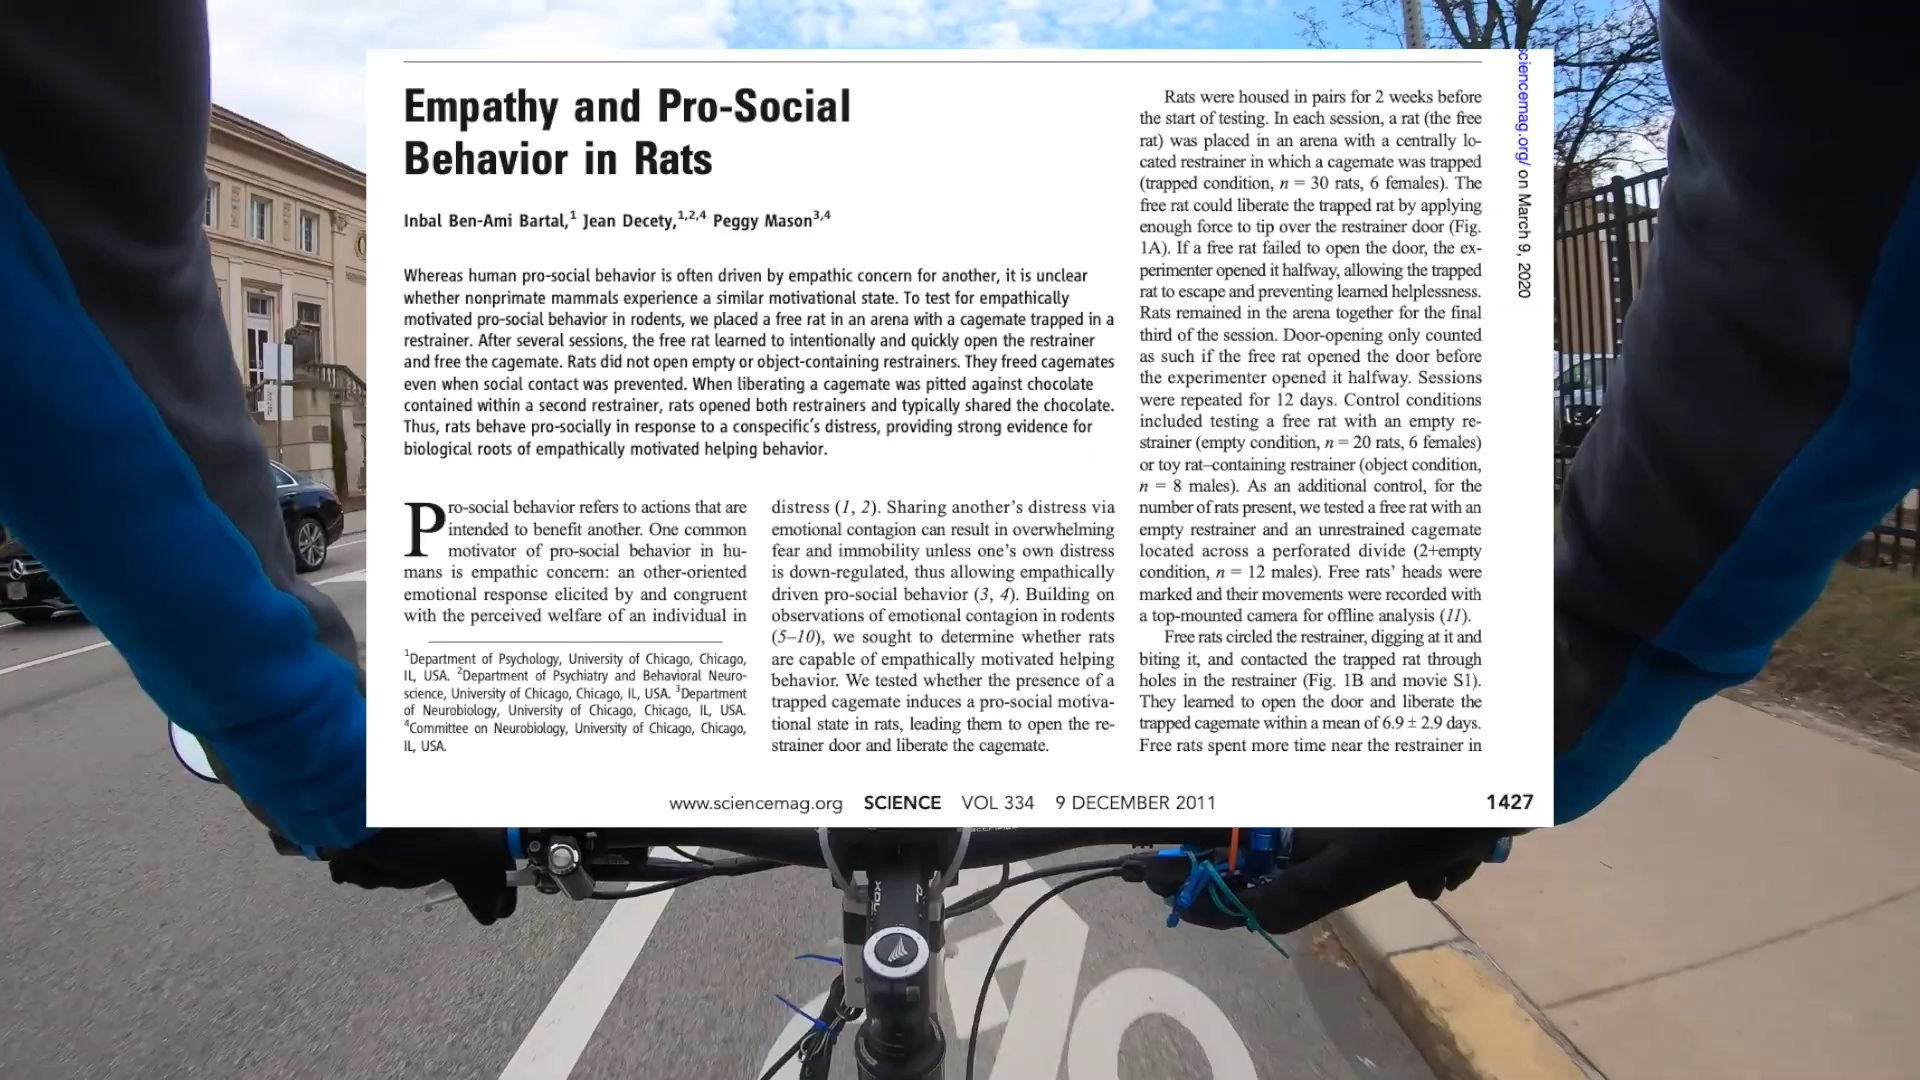 Empathy and Pro-Social
Behavior in Rats
Inbal Ben-Ami Bartal,¹ Jean Decety,¹,²,⁴ Peggy Mason³,⁴
Whereas human pro-social behavior is often driven by empathic concern for another, it is unclear
whether nonprimate mammals experience a similar motivational state. To test for empathically
motivated pro-social behavior in rodents, we placed a free rat in an arena with a cagemate trapped in a
restrainer. After several sessions, the free rat learned to intentionally and quickly open the restrainer
and free the cagemate. Rats did not open empty or object-containing restrainers. They freed cagemates
even when social contact was prevented. When liberating a cagemate was pitted against chocolate
contained within a second restrainer, rats opened both restrainers and typically shared the chocolate.
Thus, rats behave pro-socially in response to a conspecific's distress, providing strong evidence for
biological roots of empathically motivated helping behavior.
Pro-social behavior refers to actions that are
intended to benefit another. One common
motivator of pro-social behavior in hu-
mans is empathic concern: an other-oriented
emotional response elicited by and congruent
with the perceived welfare of an individual in
¹Department of Psychology, University of Chicago, Chicago,
IL, USA. ²Department of Psychiatry and Behavioral Neuro-
science, University of Chicago, Chicago, IL, USA. ³Department
of Neurobiology, University of Chicago, Chicago, IL, USA.
⁴Committee on Neurobiology, University of Chicago, Chicago,
IL, USA.
distress (1, 2). Sharing another's distress via
emotional contagion can result in overwhelming
fear and immobility unless one's own distress
is down-regulated, thus allowing empathically
driven pro-social behavior (3, 4). Building on
observations of emotional contagion in rodents
(5–10), we sought to determine whether rats
are capable of empathically motivated helping
behavior. We tested whether the presence of a
trapped cagemate induces a pro-social motiva-
tional state in rats, leading them to open the re-
strainer door and liberate the cagemate.
Rats were housed in pairs for 2 weeks before
the start of testing. In each session, a rat (the free
rat) was placed in an arena with a centrally lo-
cated restrainer in which a cagemate was trapped
(trapped condition, n = 30 rats, 6 females). The
free rat could liberate the trapped rat by applying
enough force to tip over the restrainer door (Fig.
1A). If a free rat failed to open the door, the ex-
perimenter opened it halfway, allowing the trapped
rat to escape and preventing learned helplessness.
Rats remained in the arena together for the final
third of the session. Door-opening only counted
as such if the free rat opened the door before
the experimenter opened it halfway. Sessions
were repeated for 12 days. Control conditions
included testing a free rat with an empty re-
strainer (empty condition, n = 20 rats, 6 females)
or toy rat–containing restrainer (object condition,
n = 8 males). As an additional control, for the
number of rats present, we tested a free rat with an
empty restrainer and an unrestrained cagemate
located across a perforated divide (2+empty
condition, n = 12 males). Free rats' heads were
marked and their movements were recorded with
a top-mounted camera for offline analysis (11).
Free rats circled the restrainer, digging at it and
biting it, and contacted the trapped rat through
holes in the restrainer (Fig. 1B and movie S1).
They learned to open the door and liberate the
trapped cagemate within a mean of 6.9 ± 2.9 days.
Free rats spent more time near the restrainer in
www.sciencemag.org SCIENCE VOL 334 9 DECEMBER 2011 1427
sciencemag.org/ on March 9, 2020